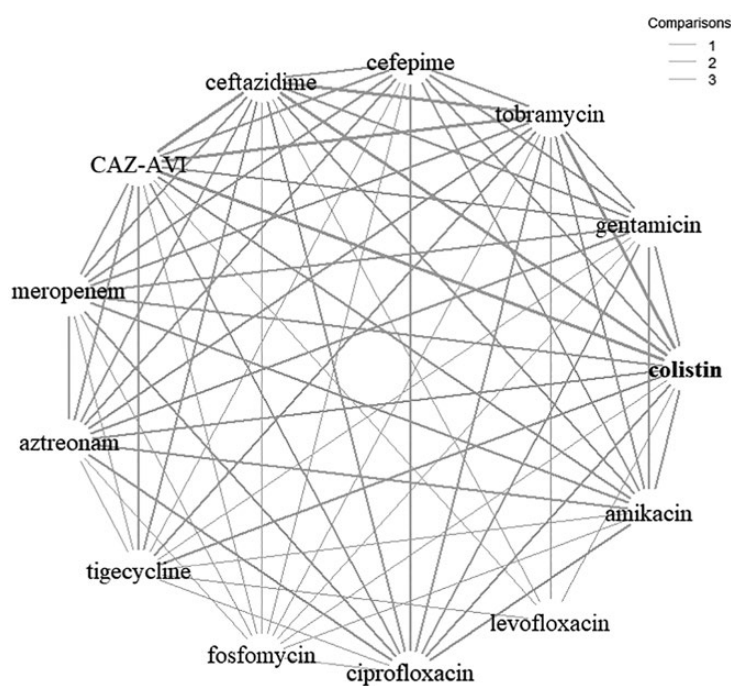 Comparisons
1
2
3
cefepime
ceftazidime
tobramycin
CAZ-AVI
gentamicin
meropenem
colistin
aztreonam
amikacin
tigecycline
levofloxacin
fosfomycin
ciprofloxacin